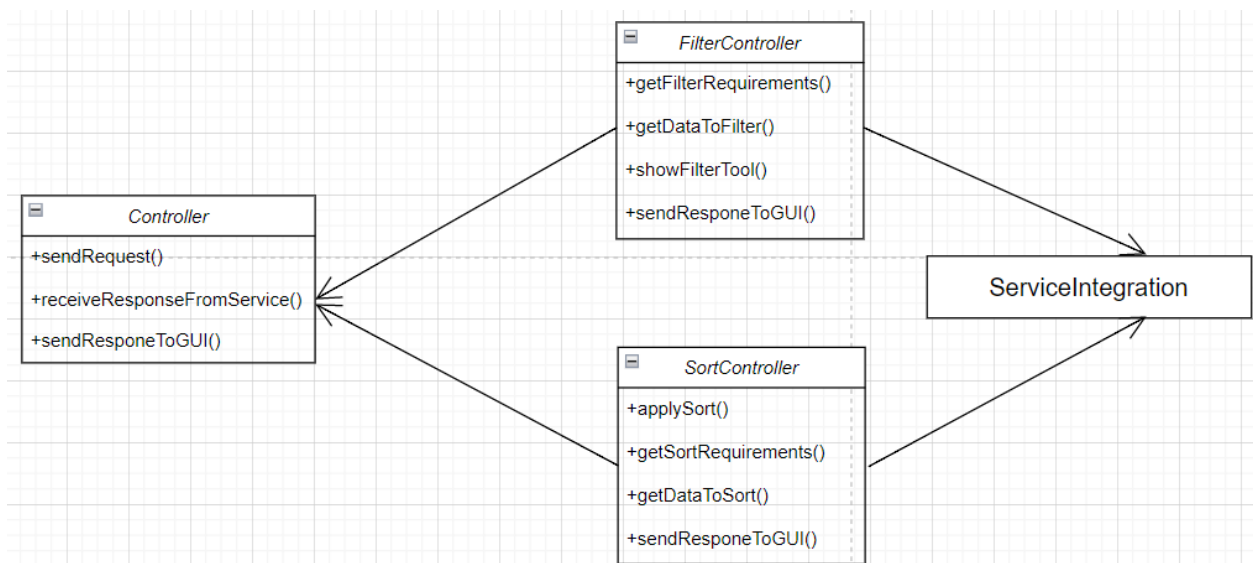 FilterController
+getFilterRequirements()
+getDataToFilter()
+showFilterTool()
+sendResponeToGUI()
Controller
+sendRequest()
+receiveResponseFromService()
+sendResponeToGUI()
ServiceIntegration
SortController
+applySort()
+getSortRequirements()
+getDataToSort()
+sendResponeToGUI()